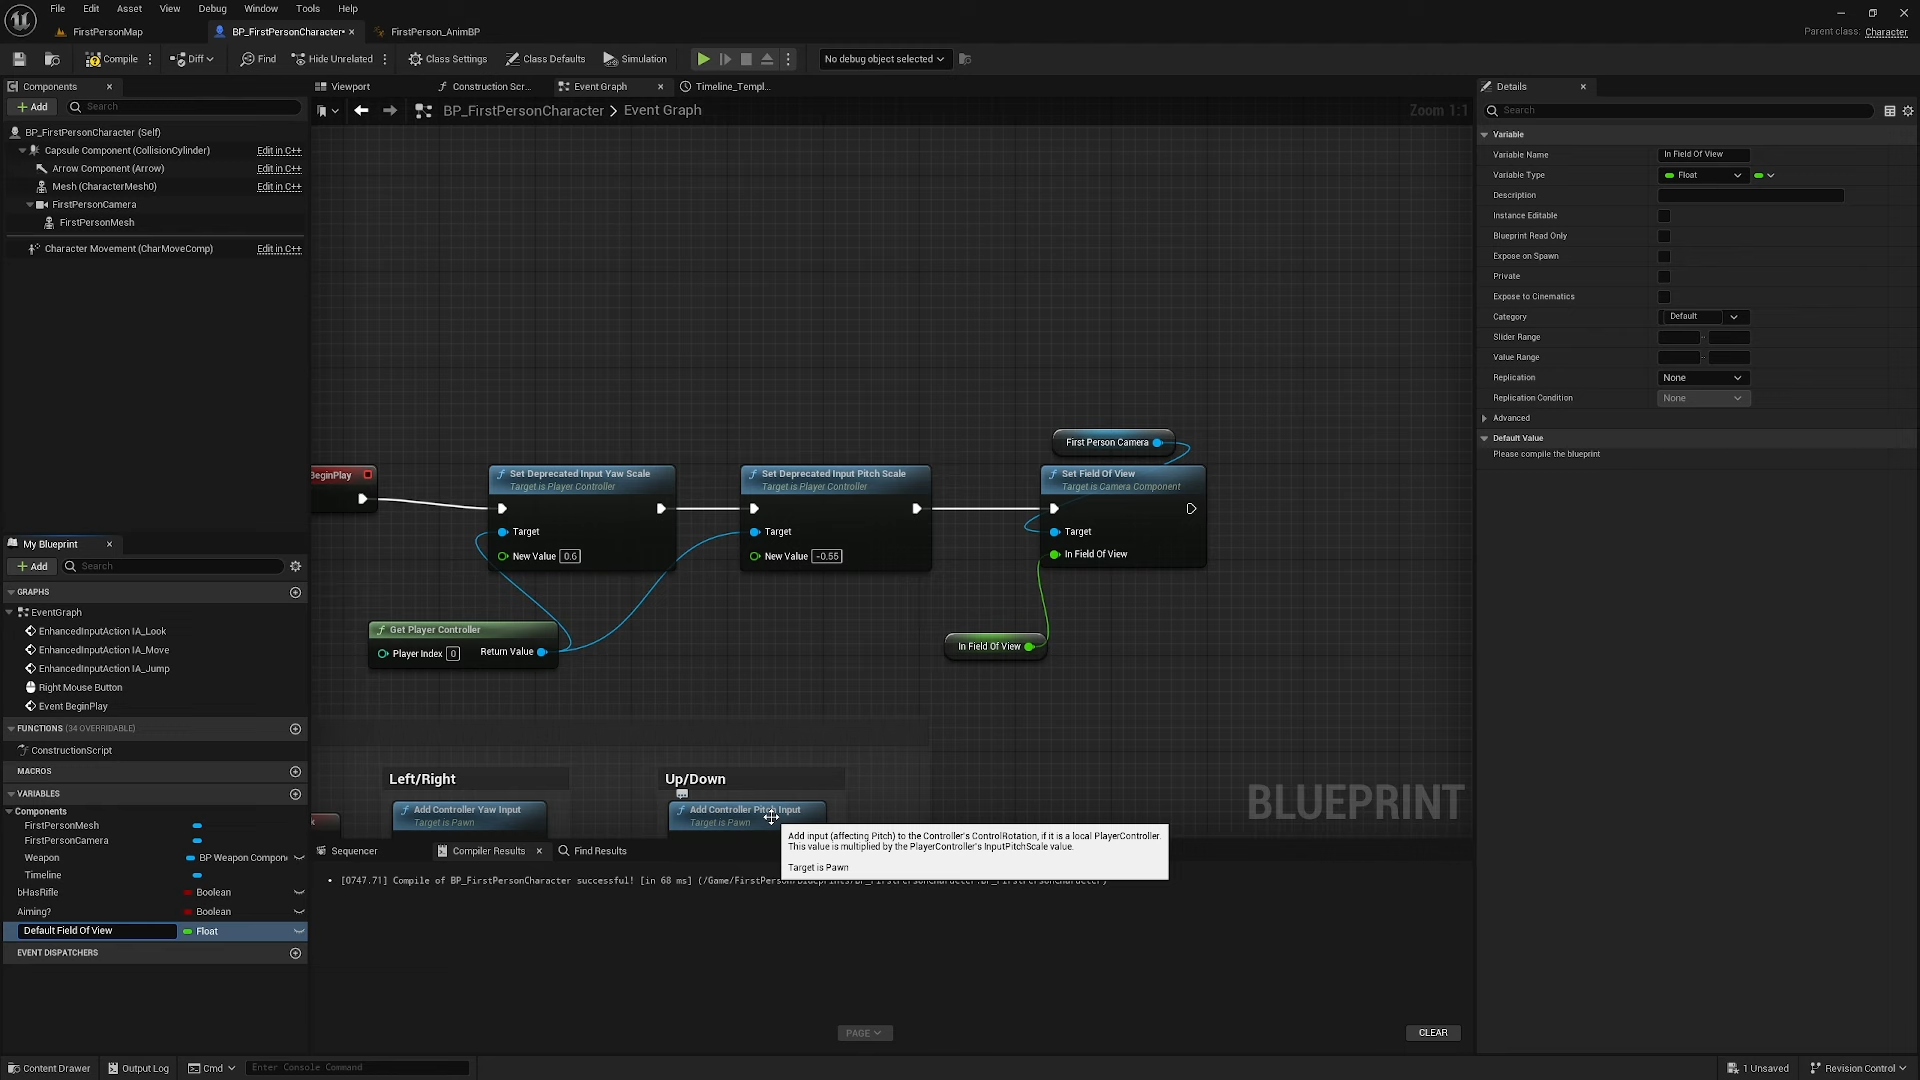 File Edit Asset View Window Debug Tools Help
FirstPersonMap BP_FirstPersonCharacter• FirstPerson_AnimBP
Parent class: Character
Compile Diff Find Hide Unrelated Class Settings Class Defaults Simulation No debug object selected
Components
Add Search
BP_FirstPersonCharacter (Self)
Capsule Component (CollisionCylinder) Edit in C++
Arrow Component (Arrow) Edit in C++
Mesh (CharacterMesh0) Edit in C++
FirstPersonCamera
FirstPersonMesh
Character Movement (CharMoveComp) Edit in C++
My Blueprint
Add Search
GRAPHS
EventGraph
EnhancedInputAction IA_Look
EnhancedInputAction IA_Move
EnhancedInputAction IA_Jump
Right Mouse Button
Event BeginPlay
FUNCTIONS (34 OVERRIDABLE)
ConstructionScript
MACROS
VARIABLES
Components
FirstPersonMesh
FirstPersonCamera
Weapon BP Weapon Compon
Timeline
bHasRifle Boolean
Aiming? Boolean
Default Field Of View Float
EVENT DISPATCHERS
Viewport Construction Scr... Event Graph Timeline_Templ...
BP_FirstPersonCharacter > Event Graph Zoom 1:1
BeginPlay
Set Deprecated Input Yaw Scale
Target is Player Controller
Target
New Value 0.6
Set Deprecated Input Pitch Scale
Target is Player Controller
Target
New Value -0.55
First Person Camera
Set Field Of View
Target is Camera Component
Target
In Field Of View
Get Player Controller
Player Index 0 Return Value
In Field Of View
Left/Right
Add Controller Yaw Input
Target is Pawn
Up/Down
Add Controller Pitch Input
Target is Pawn
BLUEPRINT
Add input (affecting Pitch) to the Controller's ControlRotation, if it is a local PlayerController.
This value is multiplied by the PlayerController's InputPitchScale value.
Target is Pawn
Sequencer Compiler Results Find Results
[0747.71] Compile of BP_FirstPersonCharacter successful! [in 68 ms] (/Game/FirstPerson/Blueprints/BP_FirstPersonCharacter.BP_FirstPersonCharacter)
PAGE CLEAR
Details
Search
Variable
Variable Name In Field Of View
Variable Type Float
Description
Instance Editable
Blueprint Read Only
Expose on Spawn
Private
Expose to Cinematics
Category Default
Slider Range
Value Range
Replication None
Replication Condition None
Advanced
Default Value
Please compile the blueprint
Content Drawer Output Log Cmd Enter Console Command 1 Unsaved Revision Control